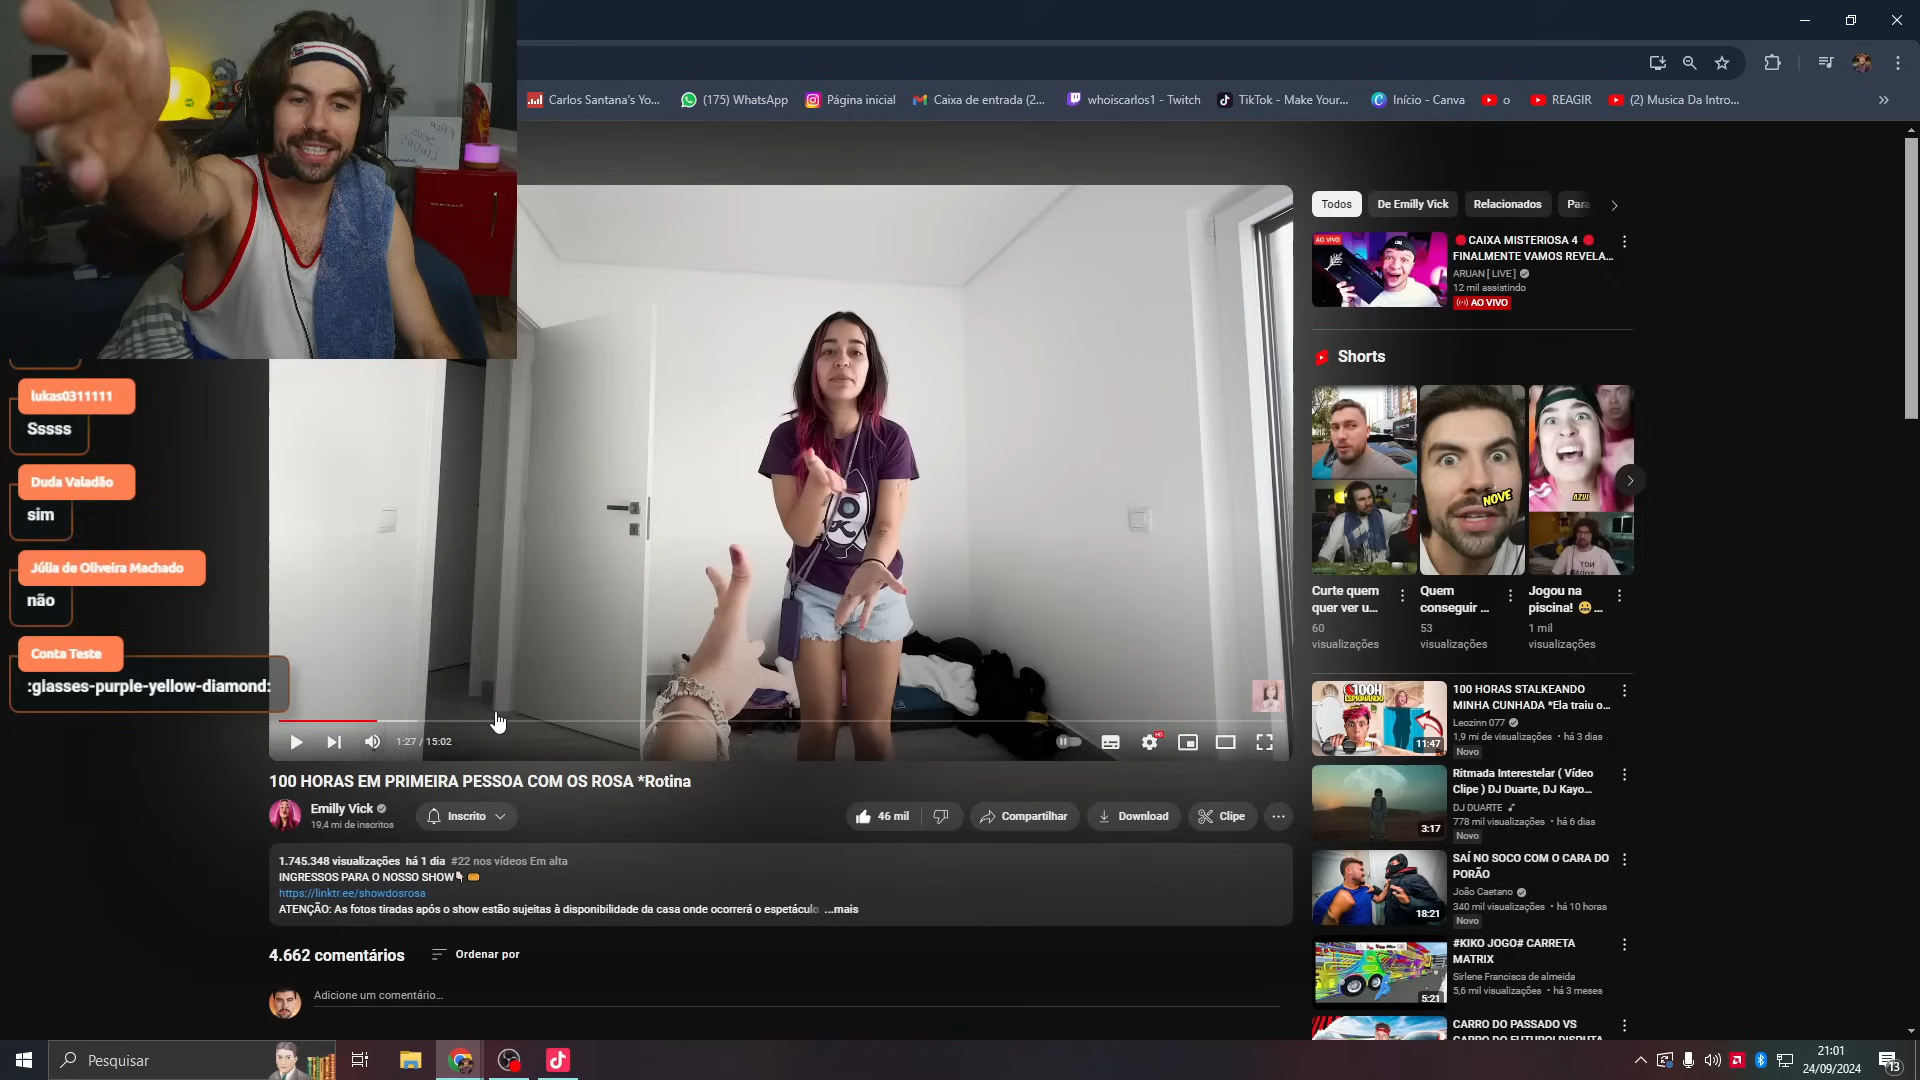 Carlos Santana's Yo...
(175) WhatsApp
Página inicial
Caixa de entrada (2...
whoiscarlos1 - Twitch
TikTok - Make Your...
Início - Canva
o
REAGIR
(2) Musica Da Intro...
lukas0311111
Sssss
Duda Valadão
sim
Júlia de Oliveira Machado
não
Conta Teste
:glasses-purple-yellow-diamond:
1:27 / 15:02
HD
100 HORAS EM PRIMEIRA PESSOA COM OS ROSA *Rotina
Emilly Vick
19,4 mi de inscritos
Inscrito
46 mil
Compartilhar
Download
Clipe
1.745.348 visualizações há 1 dia #22 nos vídeos Em alta
INGRESSOS PARA O NOSSO SHOW👇🏻🎫
https://linktr.ee/showdosrosa
ATENÇÃO: As fotos tiradas após o show estão sujeitas à disponibilidade da casa onde ocorrerá o espetáculo ...mais
4.662 comentários
Ordenar por
Adicione um comentário...
Todos
De Emilly Vick
Relacionados
Para
AO VIVO
🔴CAIXA MISTERIOSA 4 🔴
FINALMENTE VAMOS REVELA...
ARUAN [ LIVE ]
12 mil assistindo
AO VIVO
Shorts
NOVE
AZUL
Curte quem
quer ver u...
60
visualizações
Quem
conseguir ...
53
visualizações
Jogou na
piscina! 😬 ...
1 mil
visualizações
100H
ESPIONANDO
11:47
100 HORAS STALKEANDO
MINHA CUNHADA *Ela traiu o...
Leozinn 077
1,9 mi de visualizações • há 3 dias
Novo
3:17
Ritmada Interestelar ( Vídeo
Clipe ) DJ Duarte, DJ Kayo...
DJ DUARTE
778 mil visualizações • há 6 dias
Novo
18:21
SAÍ NO SOCO COM O CARA DO
PORÃO
João Caetano
340 mil visualizações • há 10 horas
Novo
5:21
#KIKO JOGO# CARRETA
MATRIX
Sirlene Francisca de almeida
5,6 mil visualizações • há 3 meses
CARRO DO PASSADO VS
CARRO DO FUTURO! DISPUTA
Pesquisar
21:01
24/09/2024
13